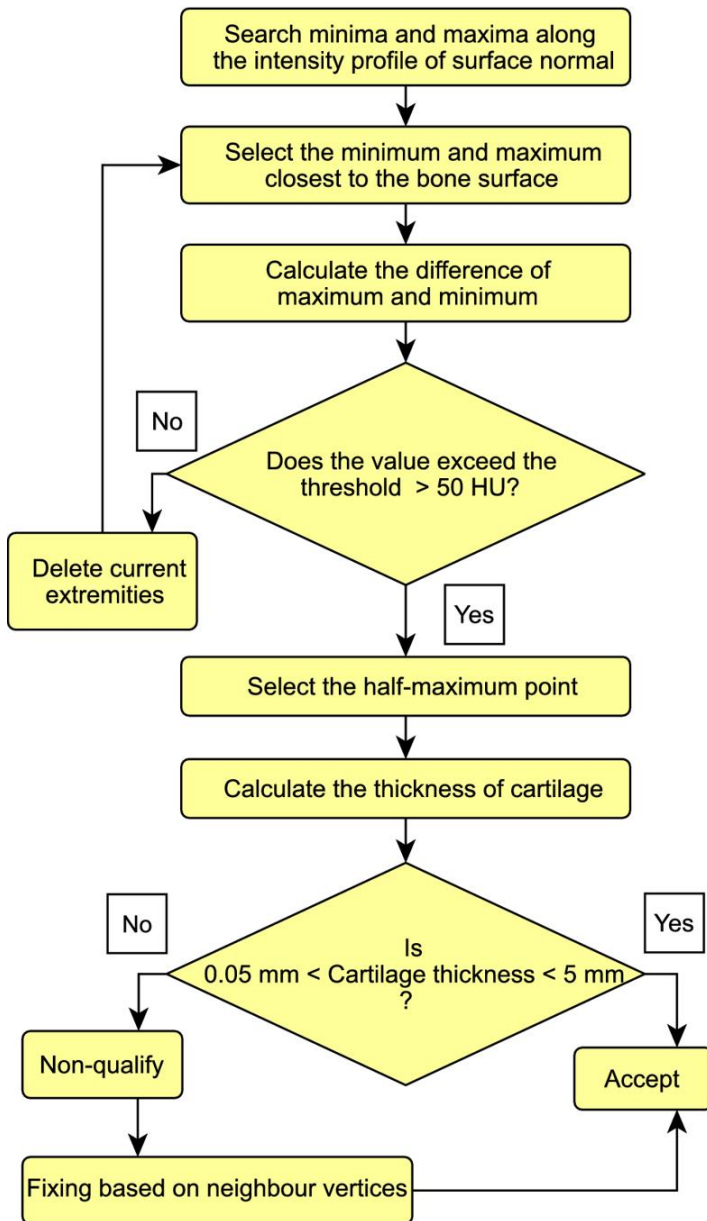 Search minima and maxima along
the intensity profile of surface normal
Select the minimum and maximum
closest to the bone surface
Calculate the difference of
maximum and minimum
No
Does the value exceed the
threshold > 50 HU?
Delete current
extremities
Yes
Select the half-maximum point
Calculate the thickness of cartilage
No
Yes
Is
0.05 mm < Cartilage thickness < 5 mm
?
Non-qualify
Accept
Fixing based on neighbour vertices